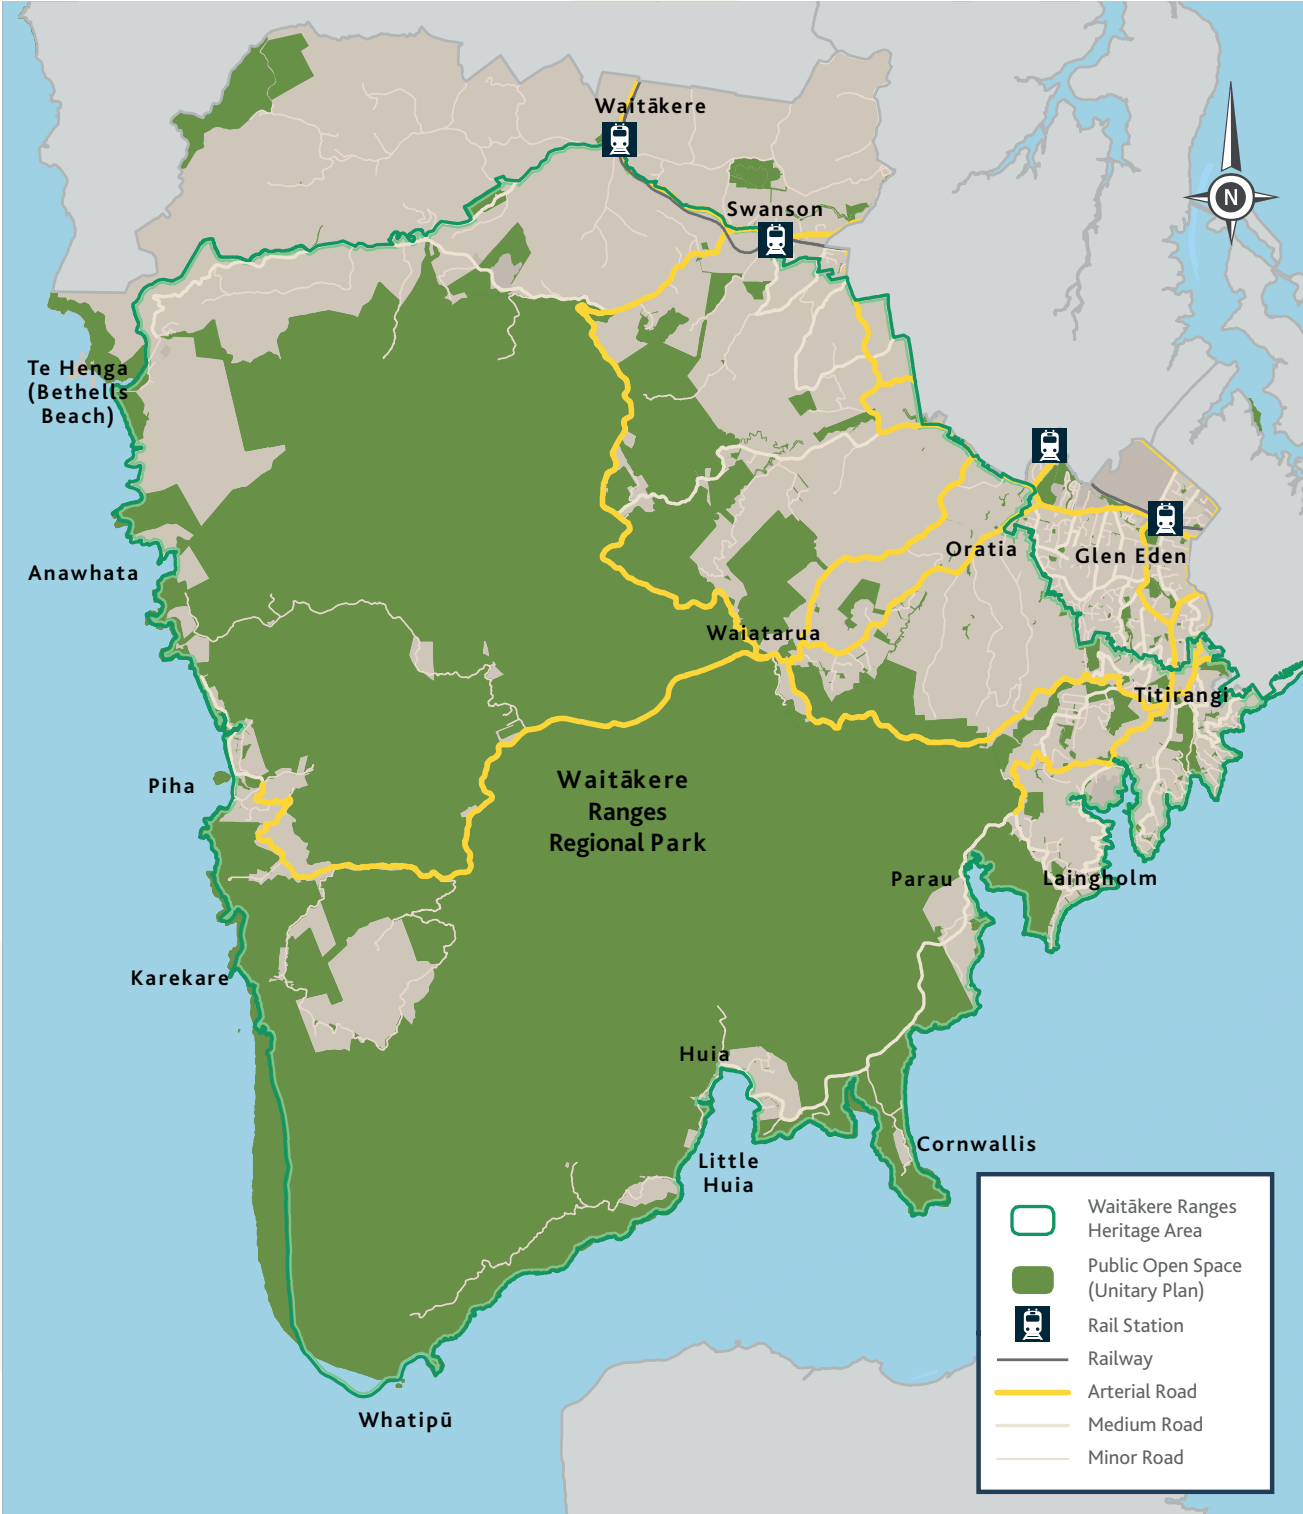 Waitākere
Swanson
N
Te Henga
(Bethells
Beach)
Oratia
Glen Eden
Anawhata
Waiatarua
Titirangi
Piha
Waitākere
Ranges
Regional Park
Parau
Laingholm
Karekare
Huia
Cornwallis
Little
Huia
Whatipū
Waitākere Ranges
Heritage Area
Public Open Space
(Unitary Plan)
Rail Station
Railway
Arterial Road
Medium Road
Minor Road